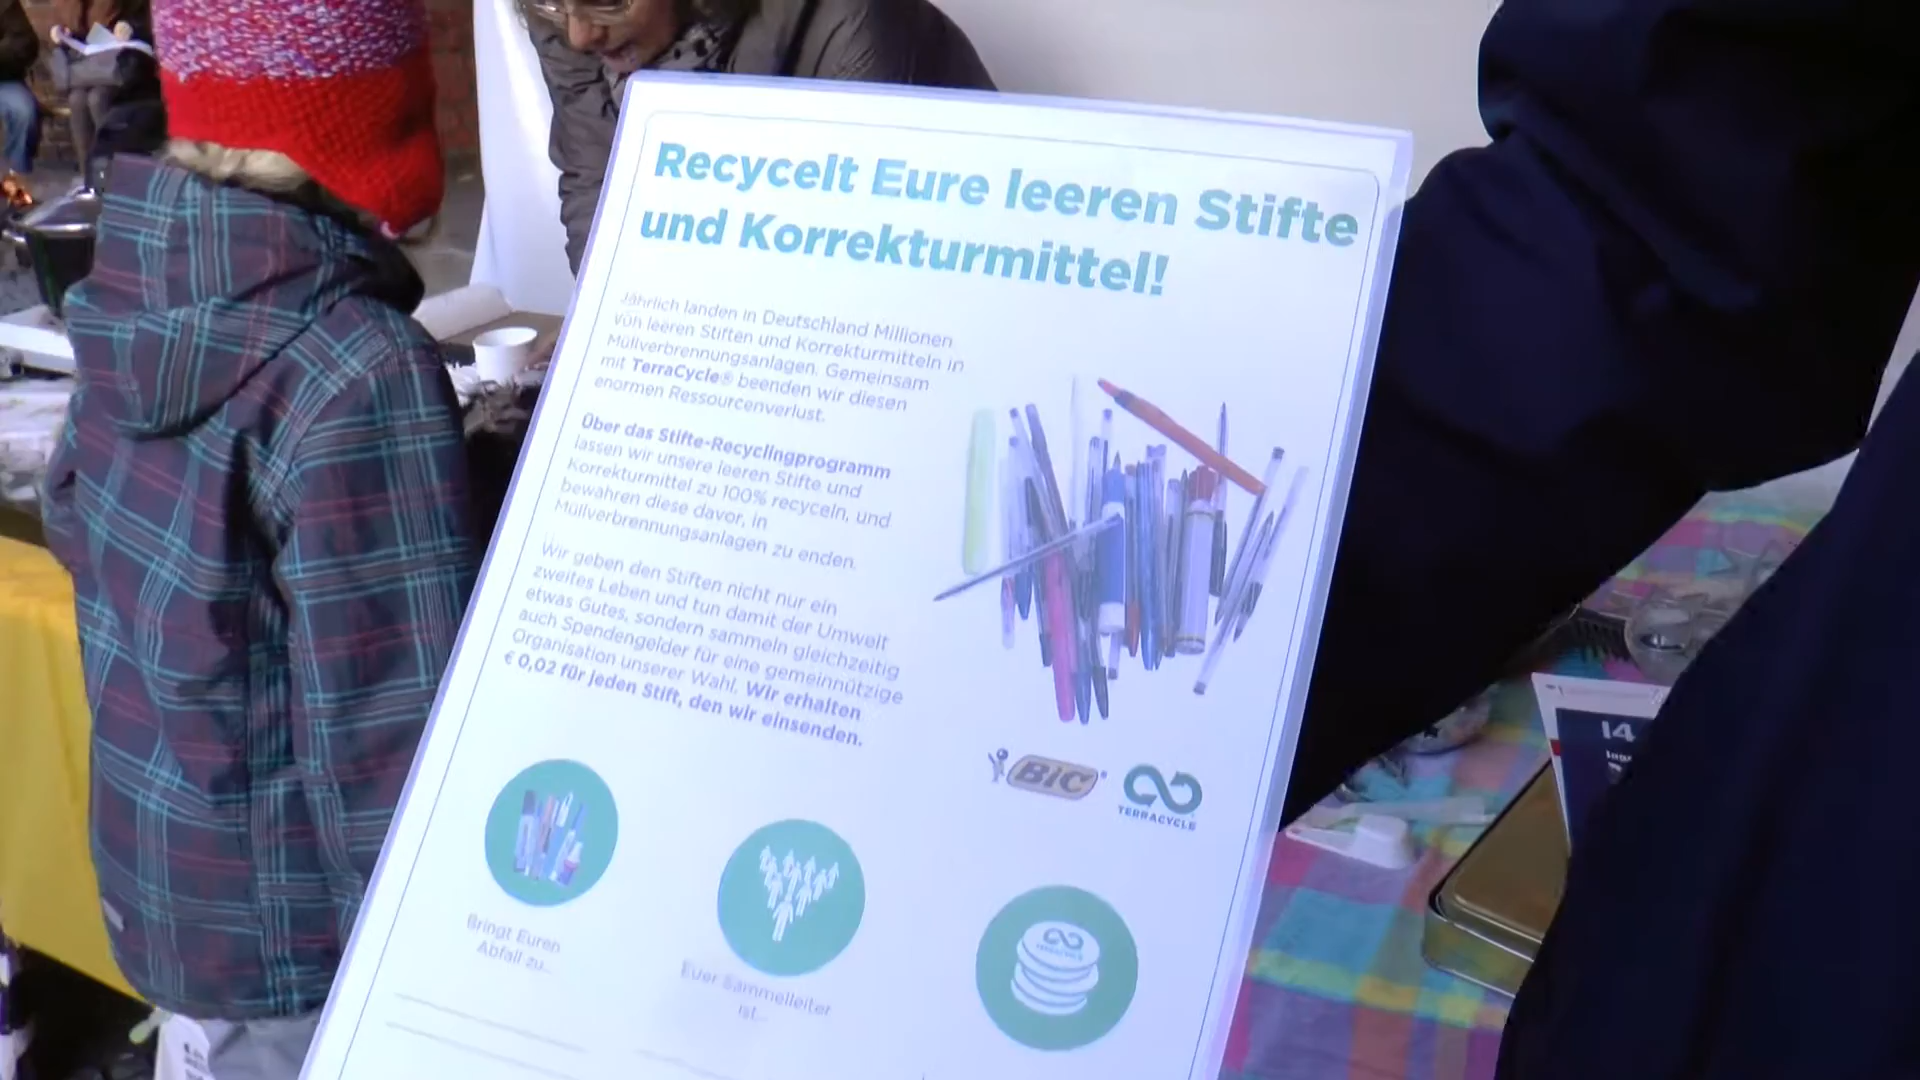 Recycelt Eure leeren Stifte
und Korrekturmittel!
Jährlich landen in Deutschland Millionen
von leeren Stiften und Korrekturmitteln in
Müllverbrennungsanlagen. Gemeinsam
mit TerraCycle® beenden wir diesen
enormen Ressourcenverlust.
Über das Stifte-Recyclingprogramm
lassen wir unsere leeren Stifte und
Korrekturmittel zu 100% recyceln, und
bewahren diese davor, in
Müllverbrennungsanlagen zu enden.
Wir geben den Stiften nicht nur ein
zweites Leben und tun damit der Umwelt
etwas Gutes, sondern sammeln gleichzeitig
auch Spendengelder für eine gemeinnützige
Organisation unserer Wahl. Wir erhalten
€ 0,02 für jeden Stift, den wir einsenden.
BIC
TERRACYCLE
Bringt Euren
Abfall zu...
Euer Sammelleiter
ist...
14